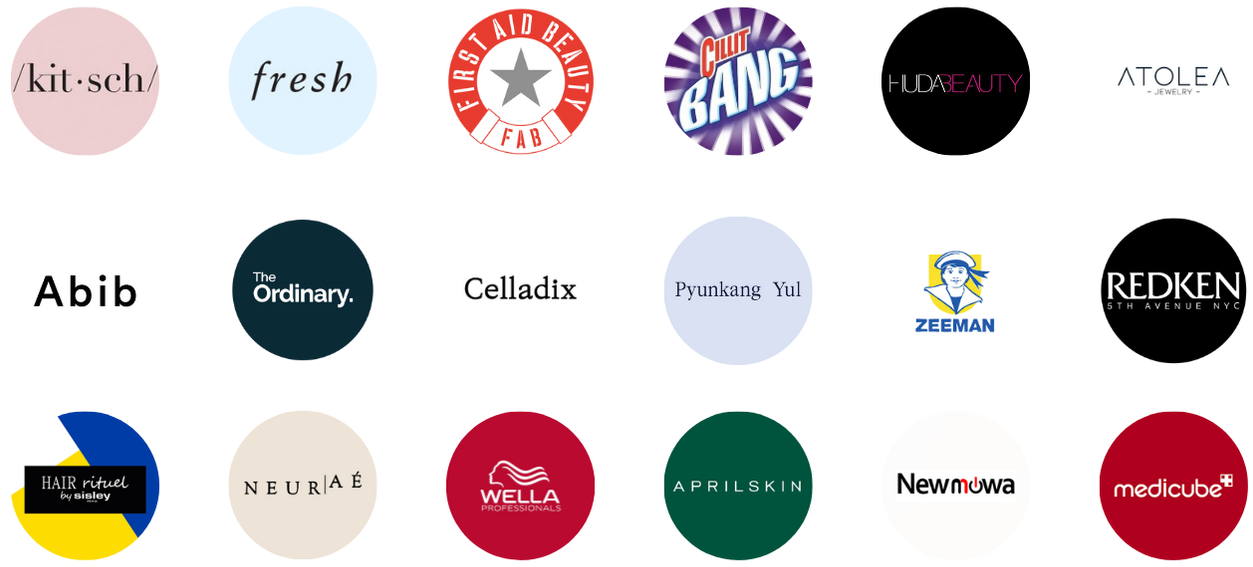 /kit·sch/
fresh
FIRST AID BEAUTY
FAB
CILLIT
BANG
HUDABEAUTY
ATOLEA
- JEWELRY -
Abib
The
Ordinary.
Celladix
Pyunkang Yul
ZEEMAN
REDKEN
5TH AVENUE NYC
HAIR rituel
by sisley
NEUR|AÉ
WELLA
PROFESSIONALS
APRILSKIN
Newmowa
medicube